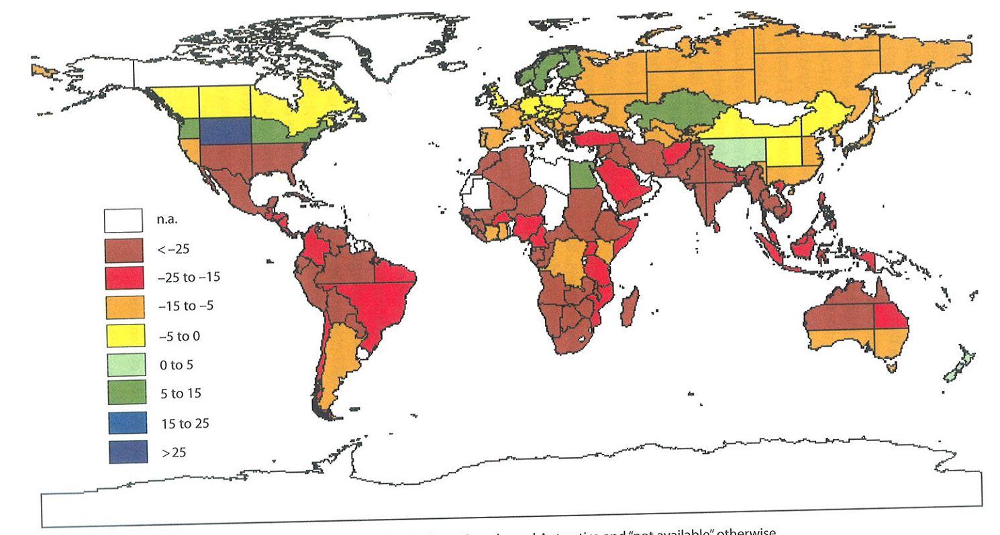 n.a.
< –25
–25 to –15
–15 to –5
–5 to 0
0 to 5
5 to 15
15 to 25
>25
and "not available" otherwise